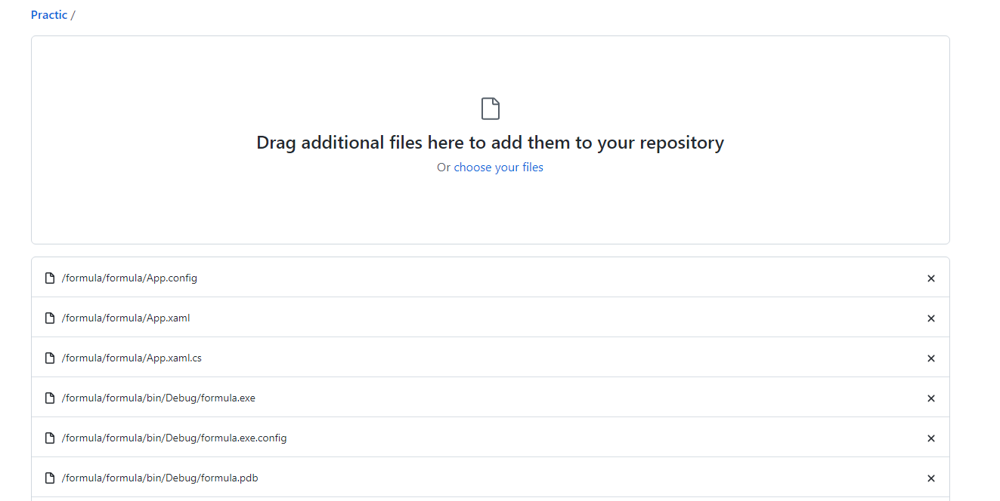 Practic /
Drag additional files here to add them to your repository
Or choose your files
/formula/formula/App.config
/formula/formula/App.xaml
/formula/formula/App.xaml.cs
/formula/formula/bin/Debug/formula.exe
/formula/formula/bin/Debug/formula.exe.config
/formula/formula/bin/Debug/formula.pdb